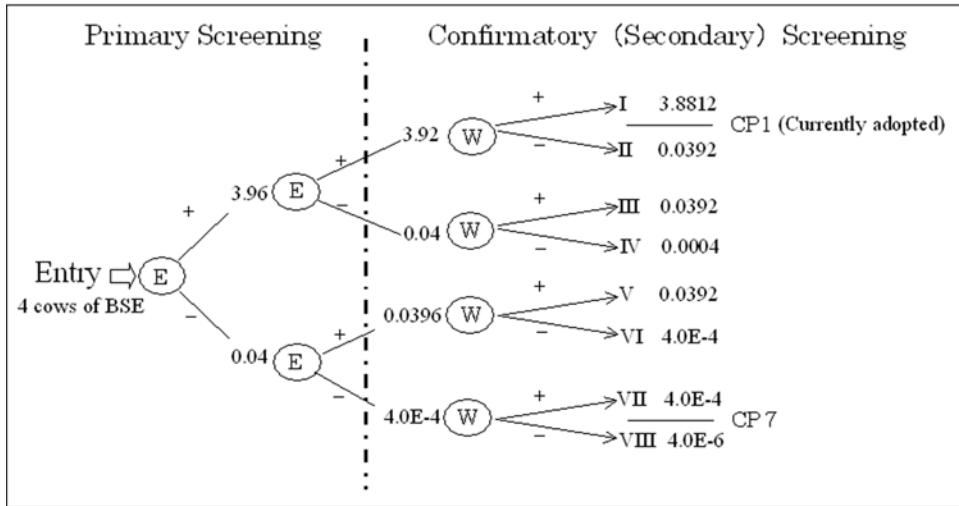 Primary Screening
Confirmatory (Secondary) Screening
+ I 3.8812
3.92 W CP1 (Currently adopted)
+ − II 0.0392
3.96 E
− + III 0.0392
+ 0.04 W
− IV 0.0004
Entry E
4 cows of BSE
+ V 0.0392
− + 0.0396 W
− VI 4.0E-4
0.04 E
− + VII 4.0E-4
4.0E-4 W CP7
− VIII 4.0E-6